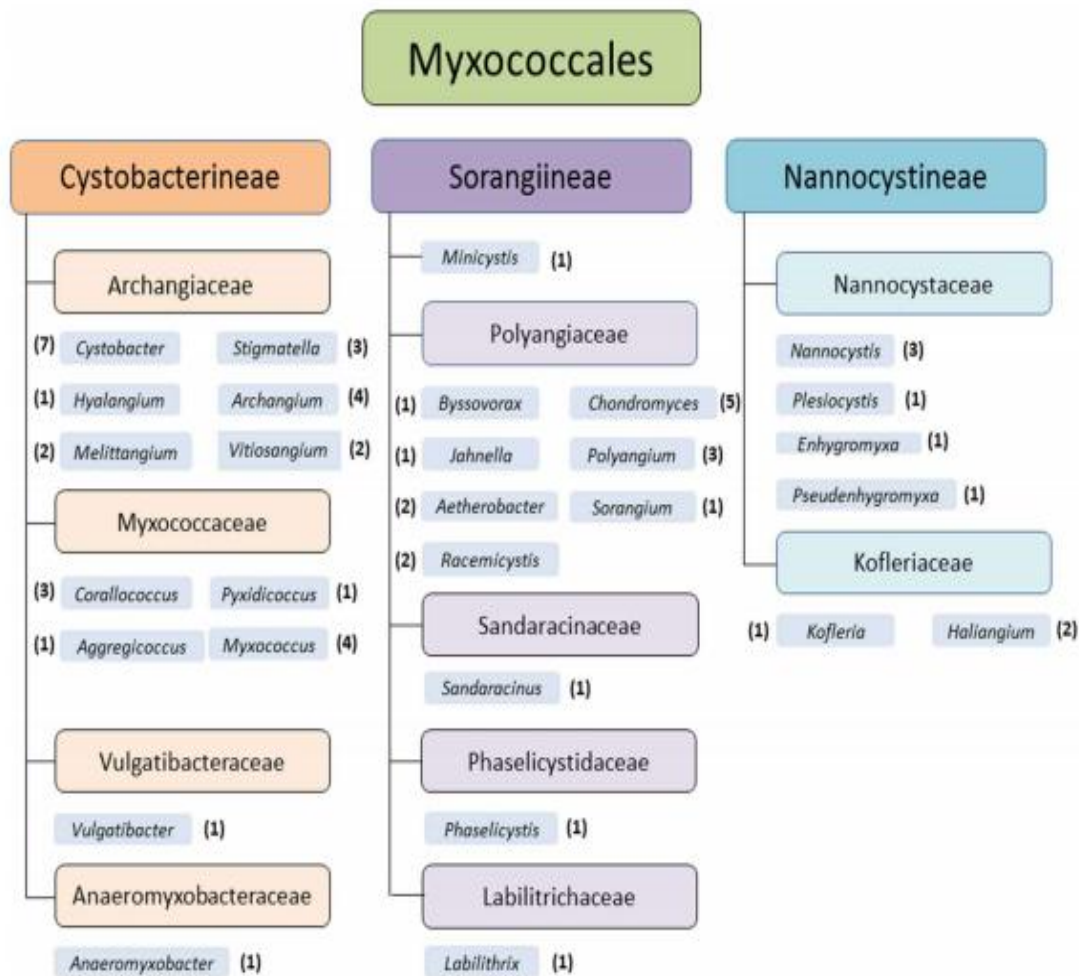 Myxococcales
Cystobacterineae
Archangiaceae
(7) Cystobacter Stigmatella (3)
(1) Hyalangium Archangium (4)
(2) Melittangium Vitiosangium (2)
Myxococcaceae
(3) Corallococcus Pyxidicoccus (1)
(1) Aggregicoccus Myxococcus (4)
Vulgatibacteraceae
Vulgatibacter (1)
Anaeromyxobacteraceae
Anaeromyxobacter (1)
Sorangiineae
Minicystis (1)
Polyangiaceae
(1) Byssovorax Chondromyces (5)
(1) Jahnella Polyangium (3)
(2) Aetherobacter Sorangium (1)
(2) Racemicystis
Sandaracinaceae
Sandaracinus (1)
Phaselicystidaceae
Phaselicystis (1)
Labilitrichaceae
Labilithrix (1)
Nannocystineae
Nannocystaceae
Nannocystis (3)
Plesiocystis (1)
Enhygromyxa (1)
Pseudenhygromyxa (1)
Kofleriaceae
(1) Kofleria Haliangium (2)